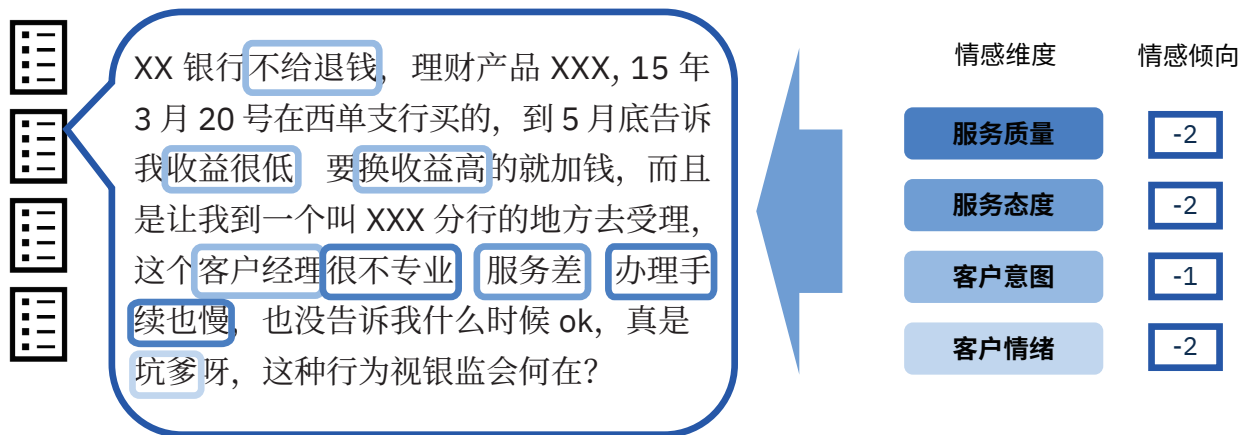 XX 银行不给退钱，理财产品 XXX, 15 年
3 月 20 号在西单支行买的，到 5 月底告诉
我收益很低 要换收益高的就加钱，而且
是让我到一个叫 XXX 分行的地方去受理，
这个客户经理很不专业 服务差 办理手
续也慢，也没告诉我什么时候 ok，真是
坑爹呀，这种行为视银监会何在？
情感维度 情感倾向
服务质量 -2
服务态度 -2
客户意图 -1
客户情绪 -2